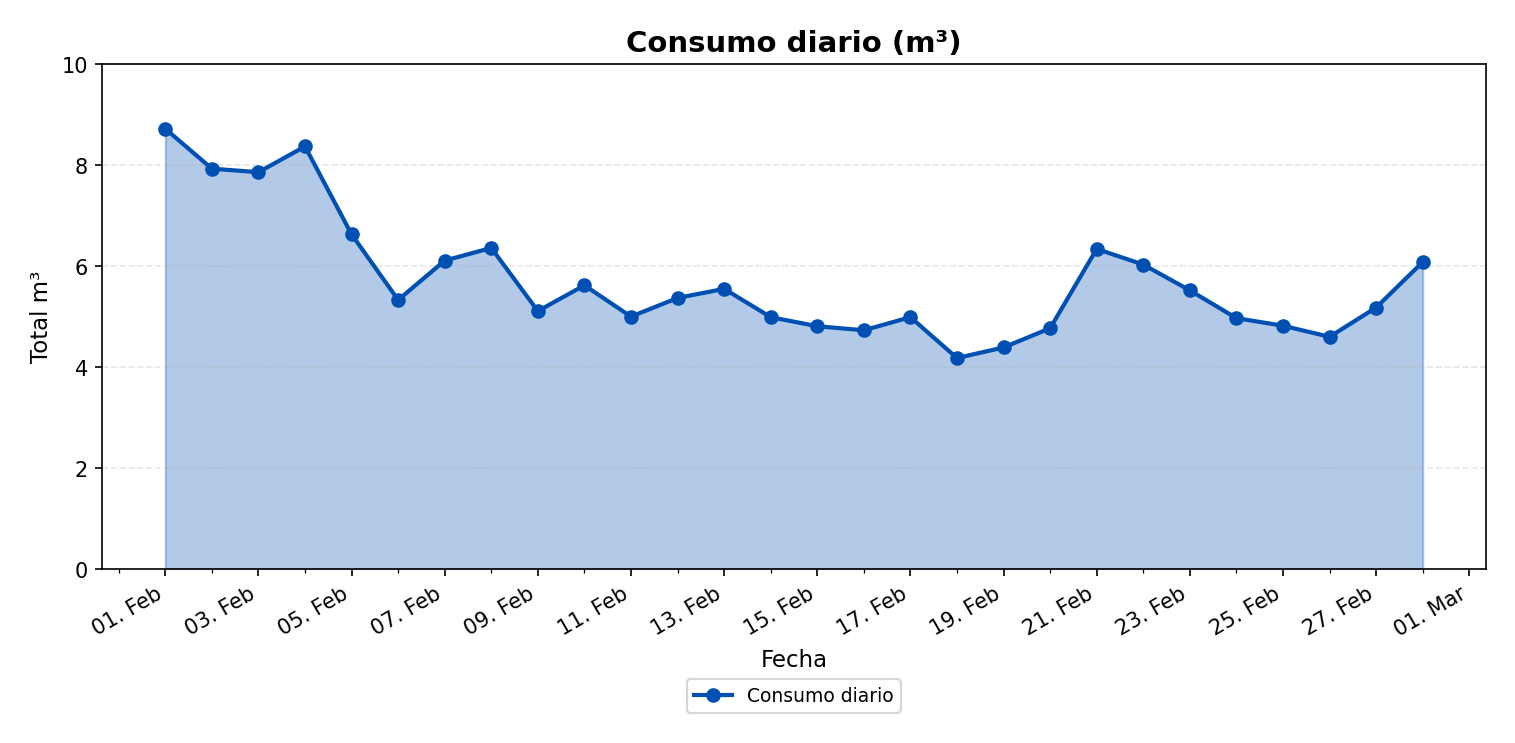 Consumo diario (m³)
10
8
6
4
2
0
Total m³
01. Feb
03. Feb
05. Feb
07. Feb
09. Feb
11. Feb
13. Feb
15. Feb
17. Feb
19. Feb
21. Feb
23. Feb
25. Feb
27. Feb
01. Mar
Fecha
Consumo diario